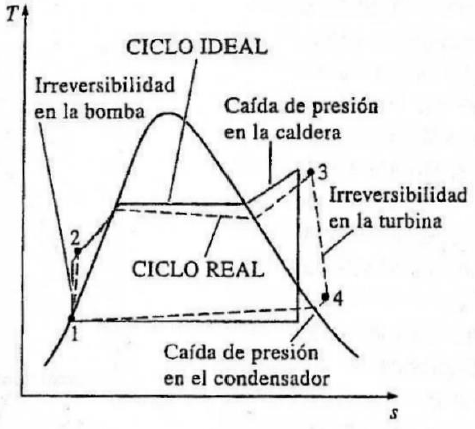 T
CICLO IDEAL
Irreversibilidad
en la bomba
Caída de presión
en la caldera
3
Irreversibilidad
en la turbina
2
CICLO REAL
4
1
Caída de presión
en el condensador
s